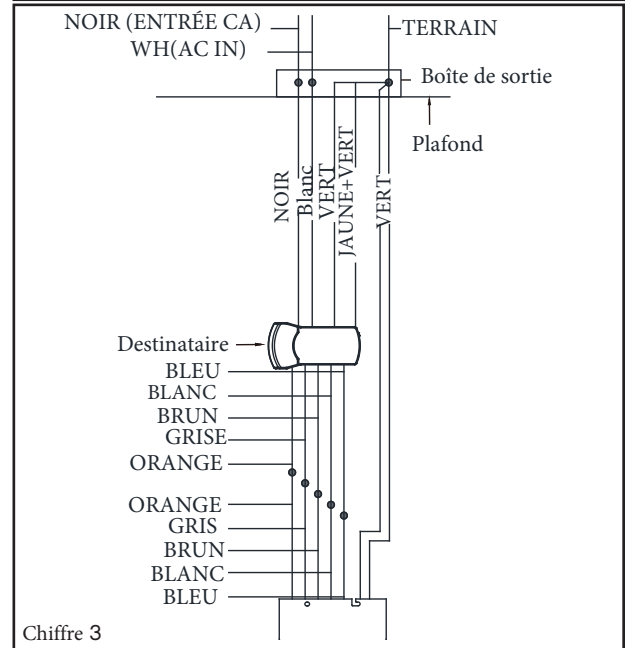 NOIR (ENTRÉE CA)
TERRAIN
WH(AC IN)
Boîte de sortie
Plafond
NOIR
Blanc
VERT
JAUNE+VERT
VERT
Destinataire
BLEU
BLANC
BRUN
GRISE
ORANGE
ORANGE
GRIS
BRUN
BLANC
BLEU
Chiffre 3